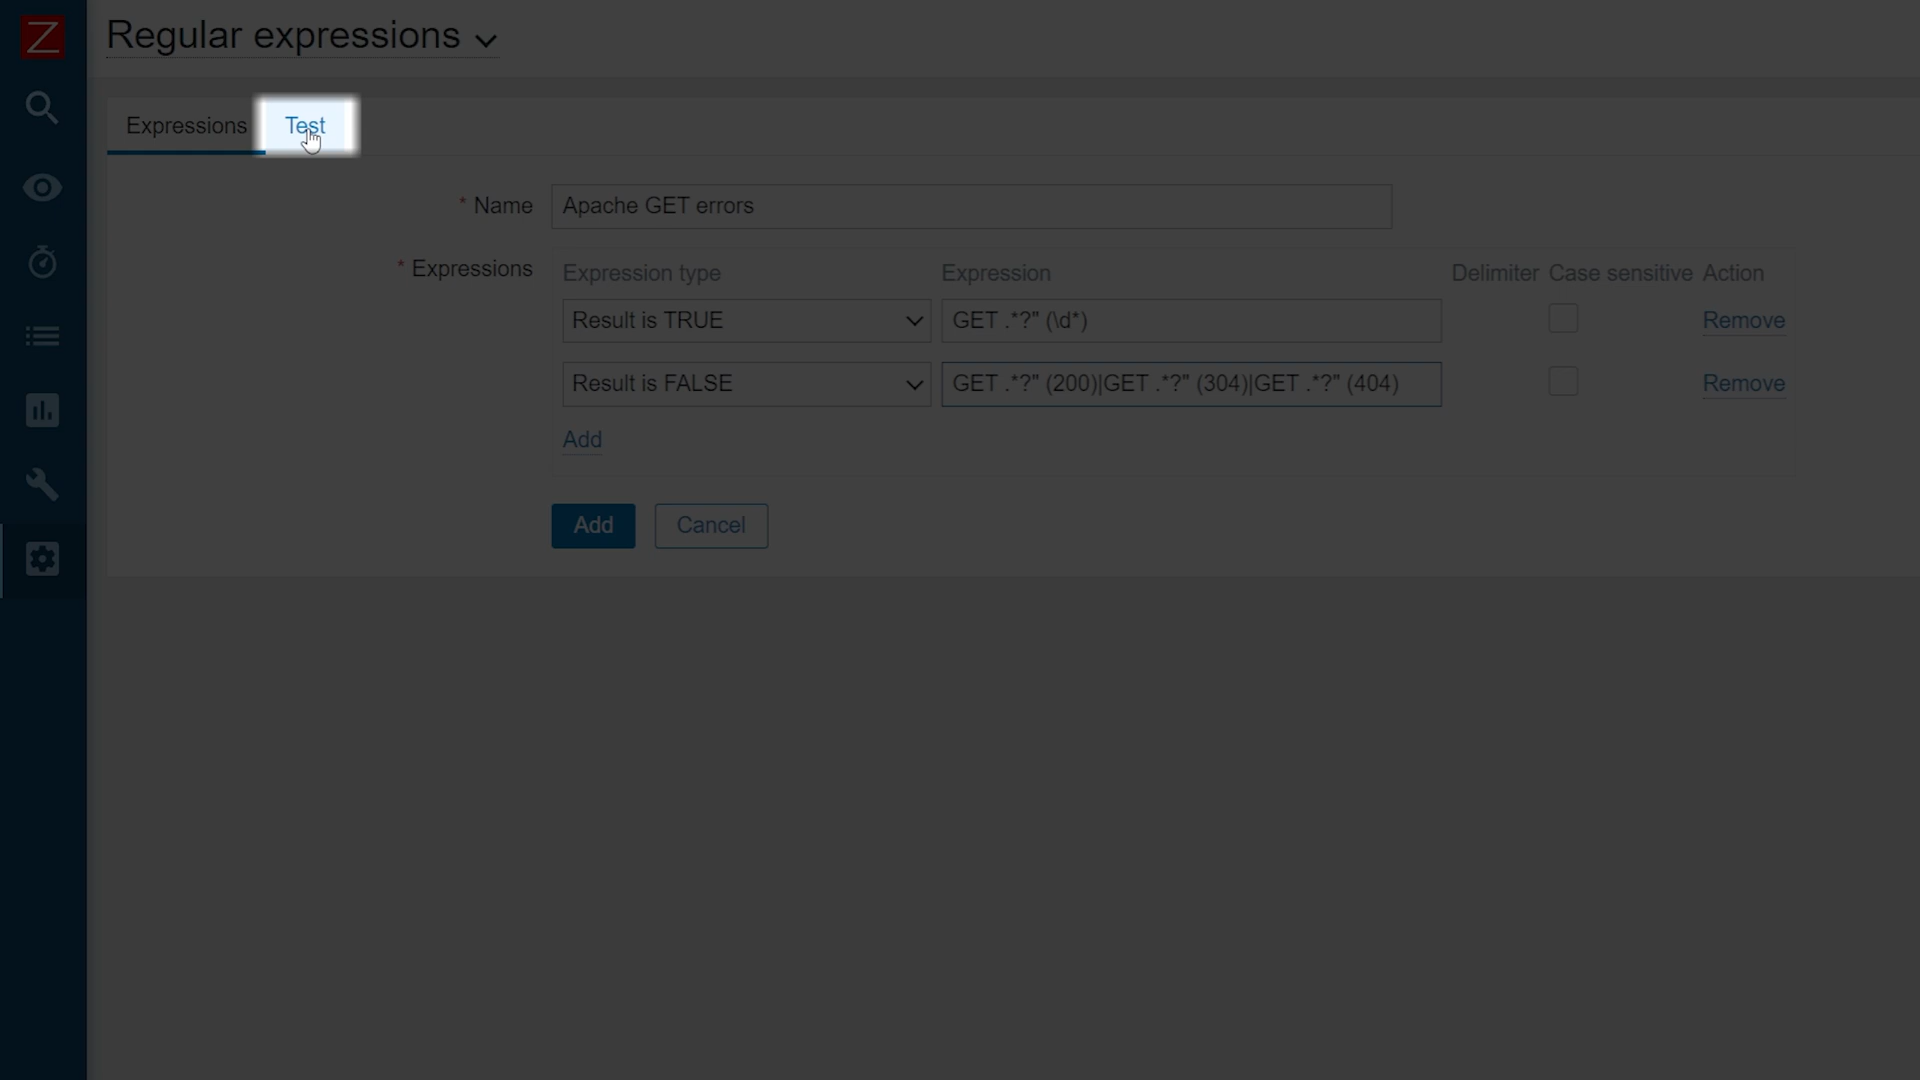 Z
Regular expressions
Expressions Test
* Name Apache GET errors
* Expressions Expression type Expression Delimiter Case sensitive Action
Result is TRUE GET .*?" (\d*) Remove
Result is FALSE GET .*?" (200)|GET .*?" (304)|GET .*?" (404) Remove
Add
Add Cancel